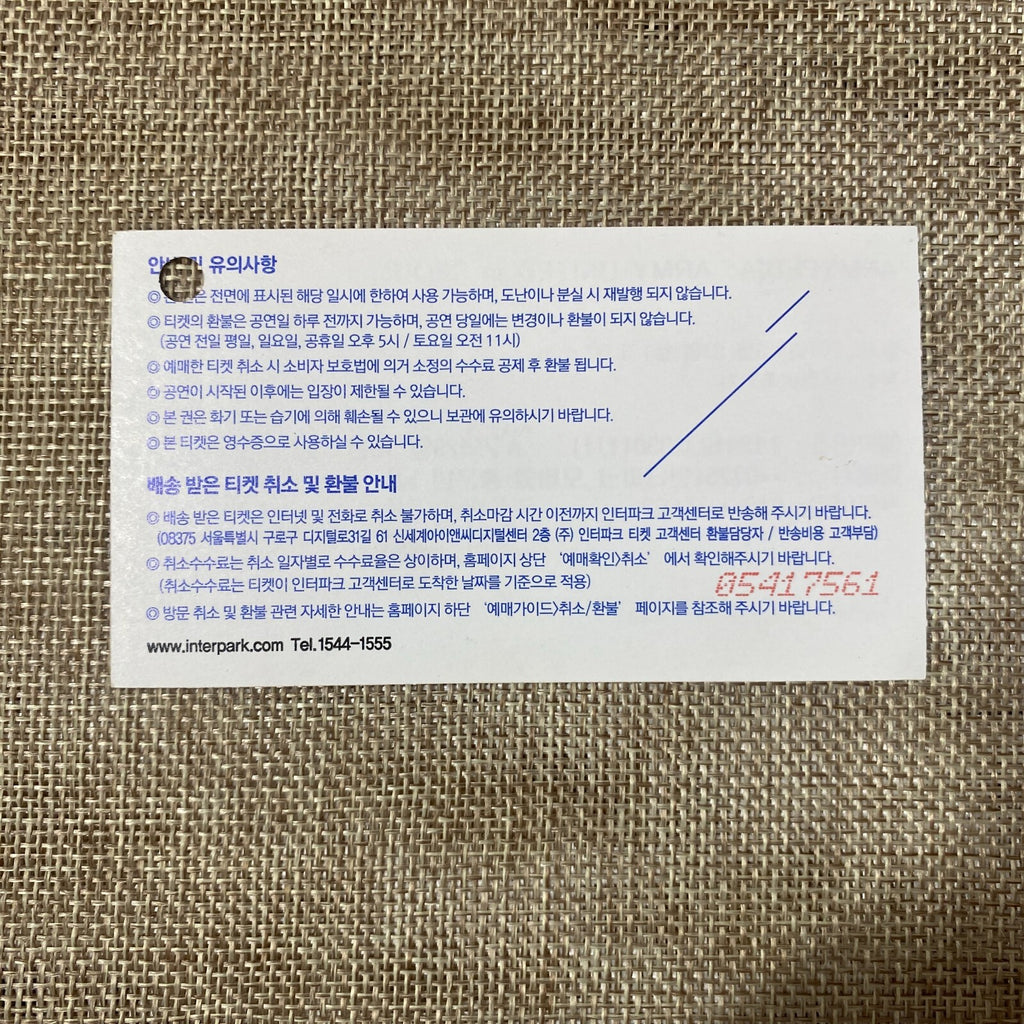 유의사항
◎ 전면에 표시된 해당 일시에 한하여 사용 가능하며, 도난이나 분실 시 재발행 되지 않습니다.
◎ 티켓의 환불은 공연일 하루 전까지 가능하며, 공연 당일에는 변경이나 환불이 되지 않습니다.
(공연 전일 평일, 일요일, 공휴일 오후 5시 / 토요일 오전 11시)
◎ 예매한 티켓 취소 시 소비자 보호법에 의거 소정의 수수료 공제 후 환불 됩니다.
◎ 공연이 시작된 이후에는 입장이 제한될 수 있습니다.
◎ 본 권은 화기 또는 습기에 의해 훼손될 수 있으니 보관에 유의하시기 바랍니다.
◎ 본 티켓은 영수증으로 사용하실 수 있습니다.
배송 받은 티켓 취소 및 환불 안내
◎ 배송 받은 티켓은 인터넷 및 전화로 취소 불가하며, 취소마감 시간 이전까지 인터파크 고객센터로 반송해 주시기 바랍니다.
(08375 서울특별시 구로구 디지털로31길 61 신세계아이앤씨디지털센터 2층 (주) 인터파크 티켓 고객센터 환불담당자 / 반송비용 고객부담)
◎ 취소수수료는 취소 일자별로 수수료율은 상이하며, 홈페이지 상단 ‘예매확인>취소’ 에서 확인해주시기 바랍니다.
(취소수수료는 티켓이 인터파크 고객센터로 도착한 날짜를 기준으로 적용)
05417561
◎ 방문 취소 및 환불 관련 자세한 안내는 홈페이지 하단 ‘예매가이드>취소/환불’ 페이지를 참조해 주시기 바랍니다.
www.interpark.com Tel.1544-1555